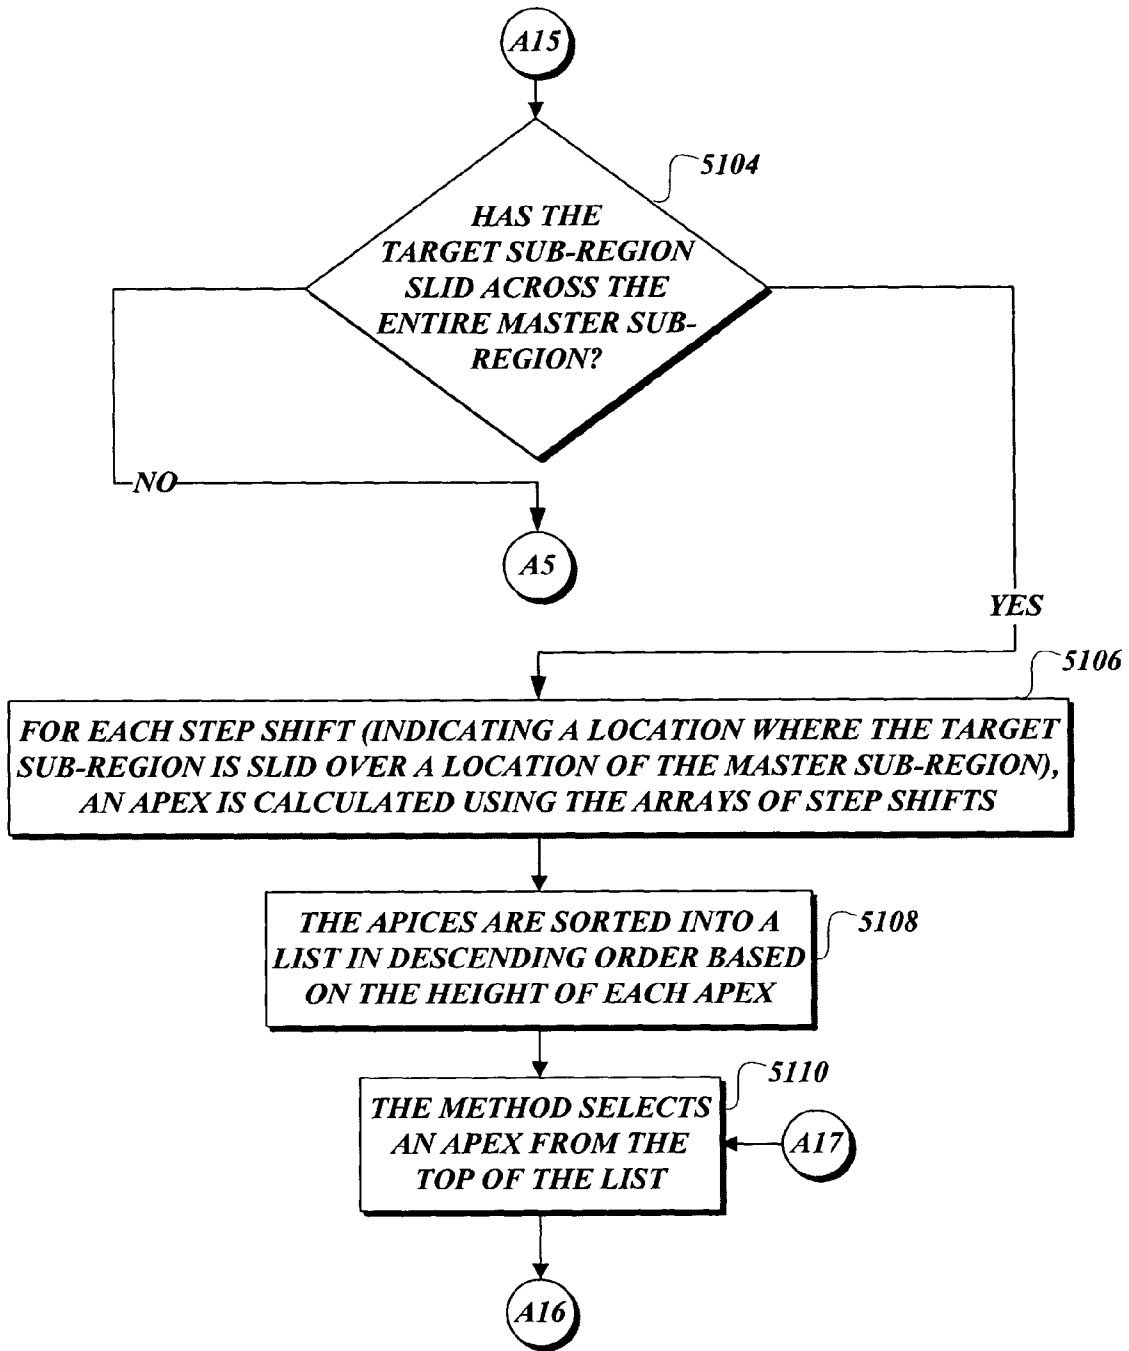 A15
5104
HAS THE
TARGET SUB-REGION
SLID ACROSS THE
ENTIRE MASTER SUB-
REGION?
NO
A5
YES
5106
FOR EACH STEP SHIFT (INDICATING A LOCATION WHERE THE TARGET
SUB-REGION IS SLID OVER A LOCATION OF THE MASTER SUB-REGION),
AN APEX IS CALCULATED USING THE ARRAYS OF STEP SHIFTS
THE APICES ARE SORTED INTO A
LIST IN DESCENDING ORDER BASED
ON THE HEIGHT OF EACH APEX
5108
5110
THE METHOD SELECTS
AN APEX FROM THE
TOP OF THE LIST
A17
A16